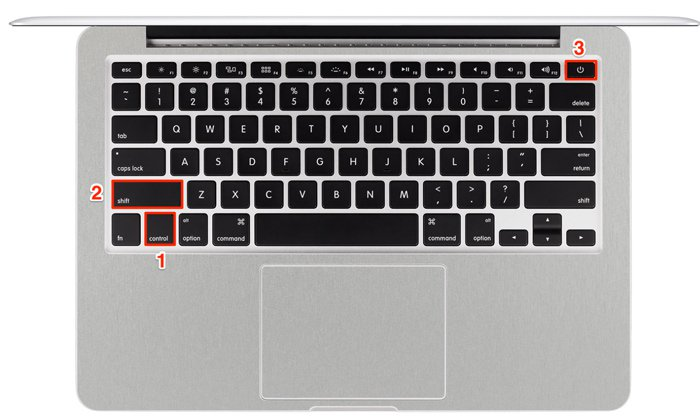 3
esc F1 F2 F3 F4 F5 F6 F7 F8 F9 F10 F11 F12
~ ! @ # $ % ^ & * ( ) - +
` 1 2 3 4 5 6 7 8 9 0 - = delete
tab Q W E R T Y U I O P { [ } ] | \
caps lock A S D F G H J K L : ; " ' enter return
2 shift Z X C V B N M < , > . ? / shift
fn control alt option ⌘ command ⌘ command alt option
1